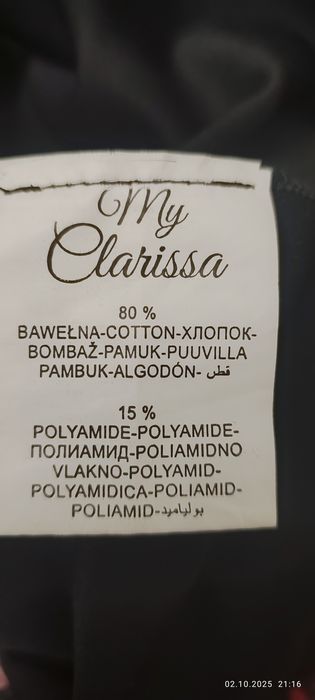 My
Clarissa
80 %
BAWEŁNA-COTTON-ХЛОПОК-
BOMBAŽ-PAMUK-PUUVILLA
PAMBUK-ALGODÓN- قطن
15 %
POLYAMIDE-POLYAMIDE-
ПОЛИАМИД-POLIAMIDNO
VLAKNO-POLYAMID-
POLYAMIDICA-POLIAMID-
POLIAMID-بولياميد
02.10.2025 21:16